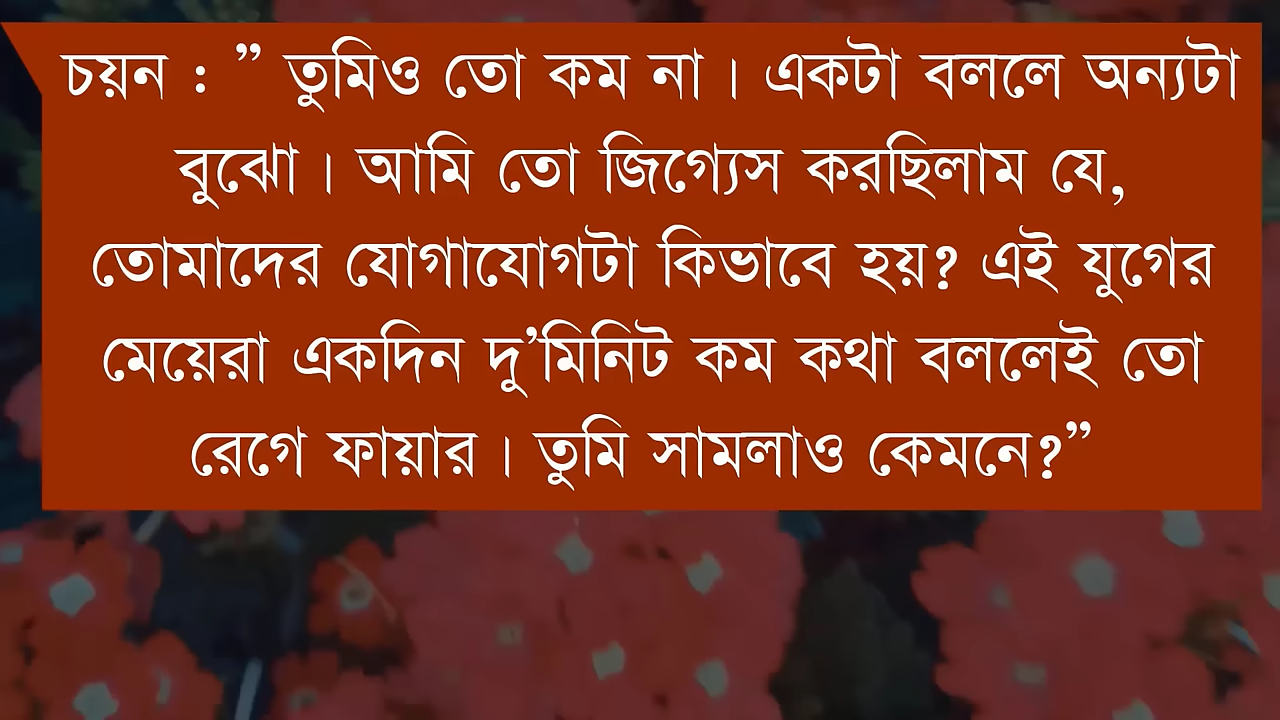 চয়ন : ” তুমিও তো কম না। একটা বললে অন্যটা
বুঝো। আমি তো জিগ্যেস করছিলাম যে,
তোমাদের যোগাযোগটা কিভাবে হয়? এই যুগের
মেয়েরা একদিন দু’মিনিট কম কথা বললেই তো
রেগে ফায়ার। তুমি সামলাও কেমনে?”